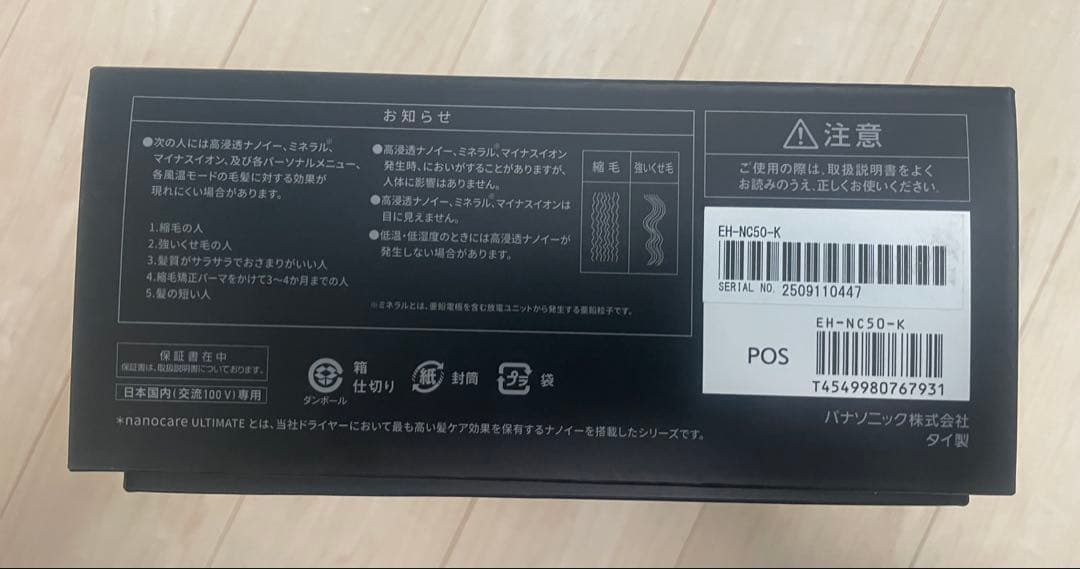 お知らせ
●次の人には高浸透ナノイー、ミネラル※、
マイナスイオン、及び各パーソナルメニュー、
各風温モードの毛髪に対する効果が
現れにくい場合があります。
1.縮毛の人
2.強いくせ毛の人
3.髪質がサラサラでおさまりがいい人
4.縮毛矯正パーマをかけて3～4か月までの人
5.髪の短い人
●高浸透ナノイー、ミネラル※、マイナスイオン
発生時、においがすることがありますが、
人体に影響はありません。
●高浸透ナノイー、ミネラル※、マイナスイオンは
目に見えません。
●低温・低湿度のときには高浸透ナノイーが
発生しない場合があります。
縮毛 強いくせ毛
※ミネラルとは、亜鉛電極を含む放電ユニットから発生する亜鉛粒子です。
注意
ご使用の際は、取扱説明書をよく
お読みのうえ、正しくお使いください。
EH-NC50-K
SERIAL NO. 2509110447
EH-NC50-K
POS
T4549980767931
パナソニック株式会社
タイ製
保証書在中
保証書は、取扱説明書についております。
日本国内(交流100V)専用
ダンボール
箱
仕切り
紙 封筒
プラ 袋
＊nanocare ULTIMATE とは、当社ドライヤーにおいて最も高い髪ケア効果を保有するナノイーを搭載したシリーズです。